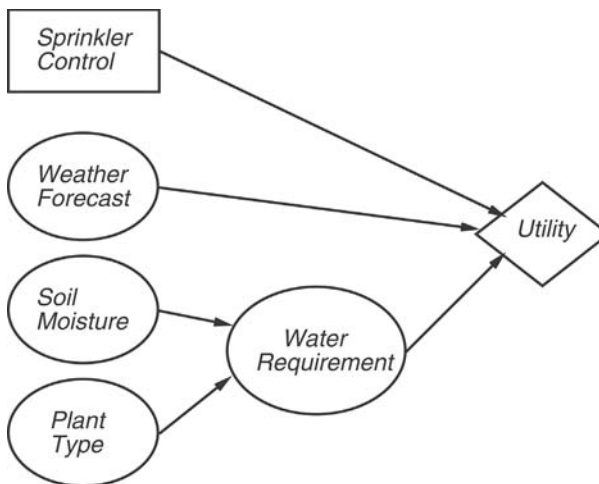 Sprinkler
Control
Weather
Forecast
Utility
Soil
Moisture
Water
Requirement
Plant
Type